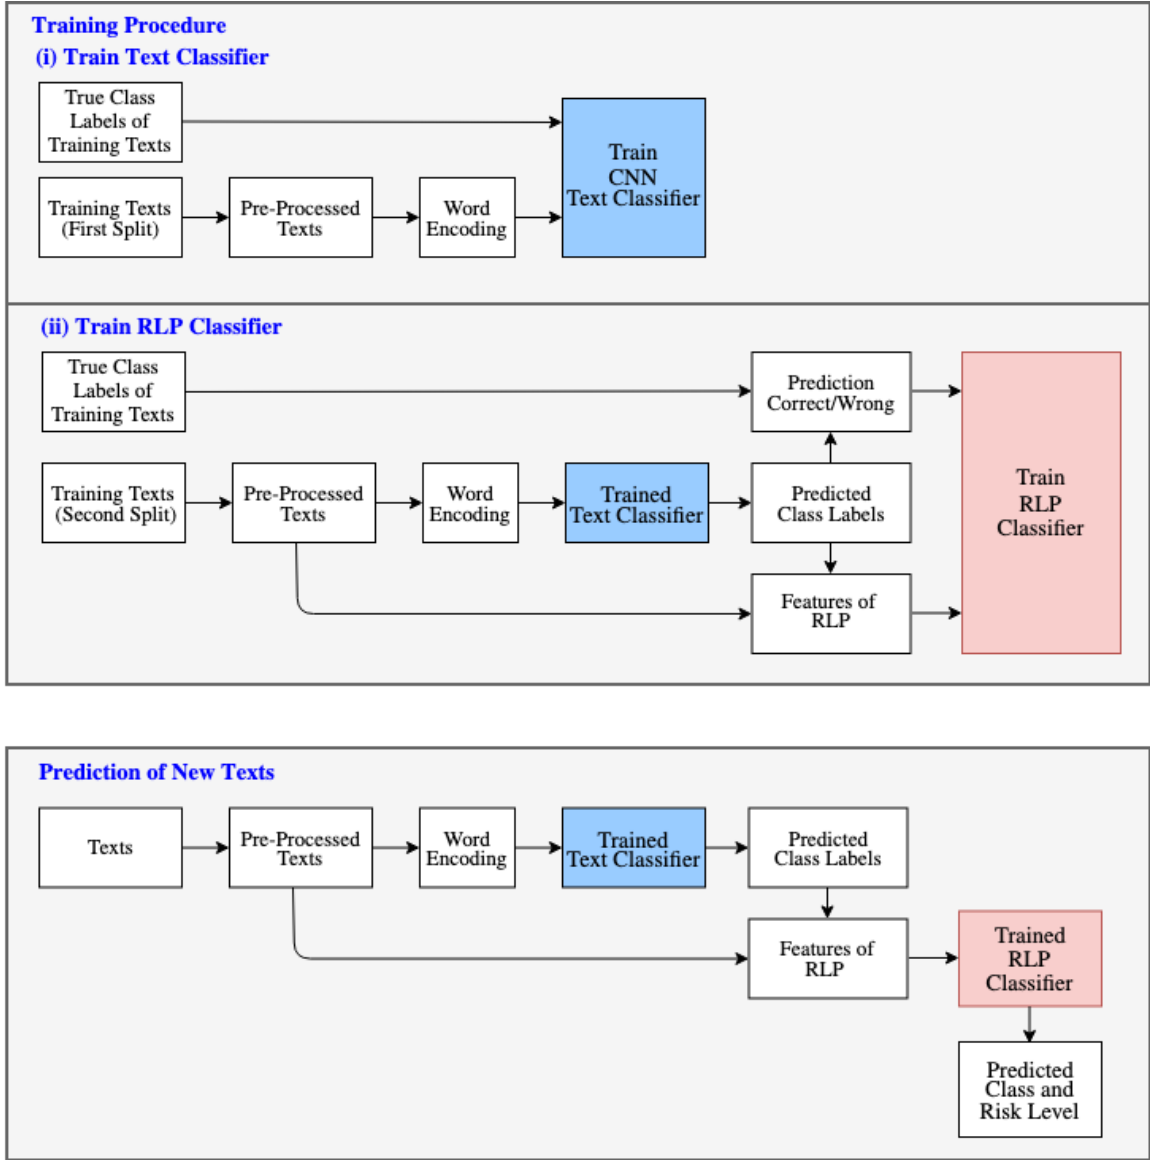 Training Procedure
(i) Train Text Classifier
True Class
Labels of
Training Texts
Train
CNN
Text Classifier
Training Texts
(First Split)
Pre-Processed
Texts
Word
Encoding
(ii) Train RLP Classifier
True Class
Labels of
Training Texts
Prediction
Correct/Wrong
Training Texts
(Second Split)
Pre-Processed
Texts
Word
Encoding
Trained
Text Classifier
Predicted
Class Labels
Train
RLP
Classifier
Features of
RLP
Prediction of New Texts
Texts
Pre-Processed
Texts
Word
Encoding
Trained
Text Classifier
Predicted
Class Labels
Features of
RLP
Trained
RLP
Classifier
Predicted
Class and
Risk Level